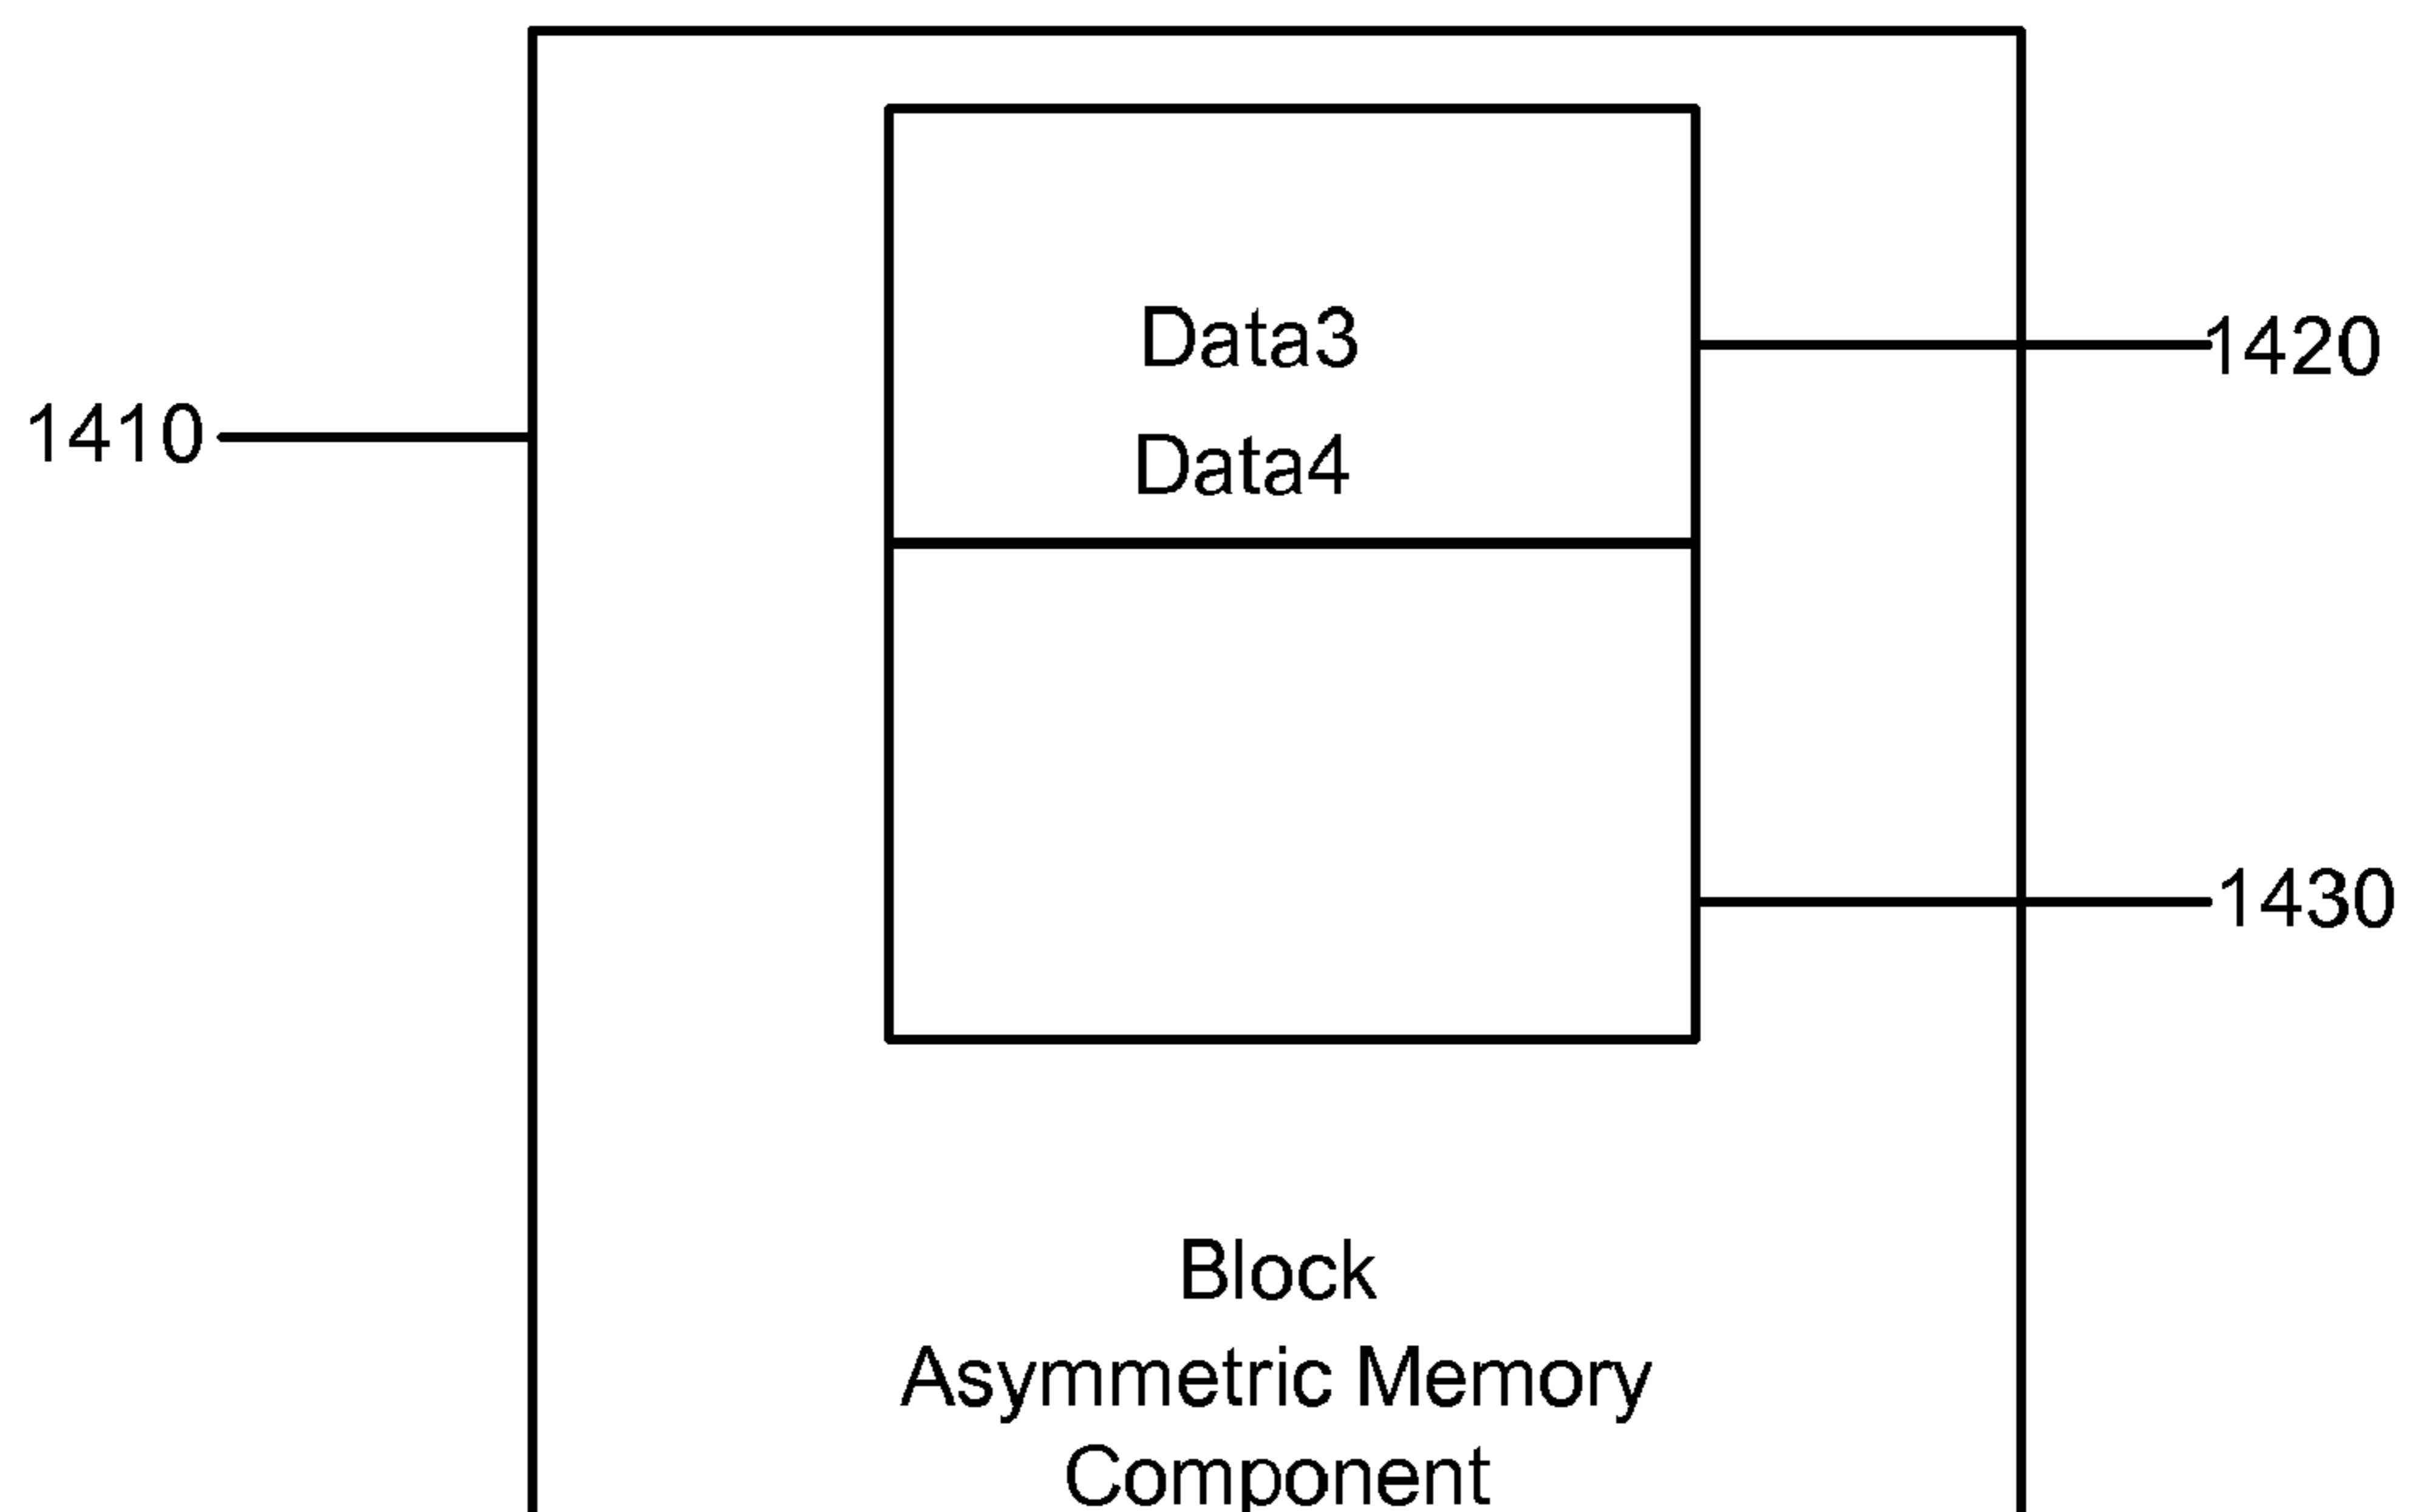 Data3
1420
1410
Data4
1430
Block
Asymmetric Memory
Component